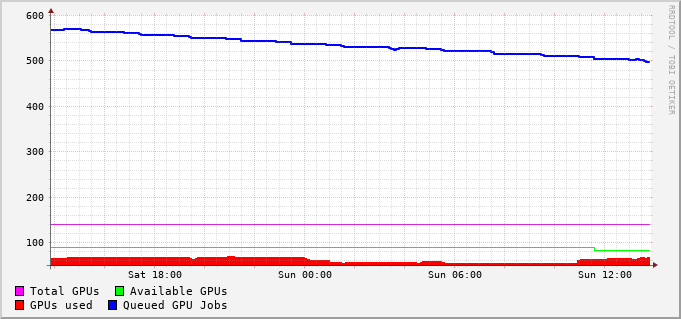 600
500
400
300
200
100
Sat 18:00 Sun 00:00 Sun 06:00 Sun 12:00
Total GPUs Available GPUs
GPUs used Queued GPU Jobs
RRDTOOL / TOBI OETIKER